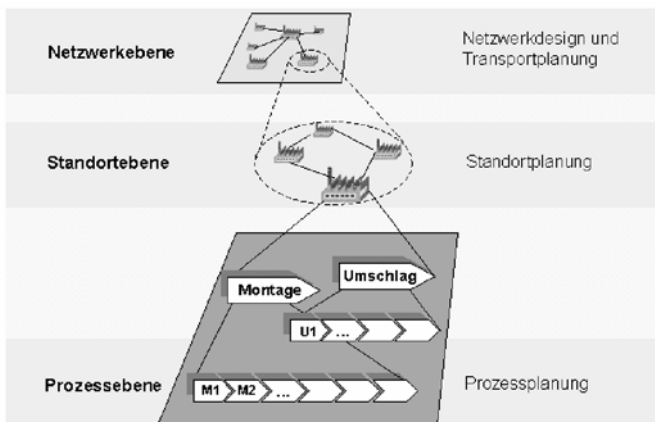 Netzwerkebene
Netzwerkdesign und
Transportplanung
Standortebene
Standortplanung
Montage
Umschlag
U1 ...
Prozessebene
M1 M2 ...
Prozessplanung